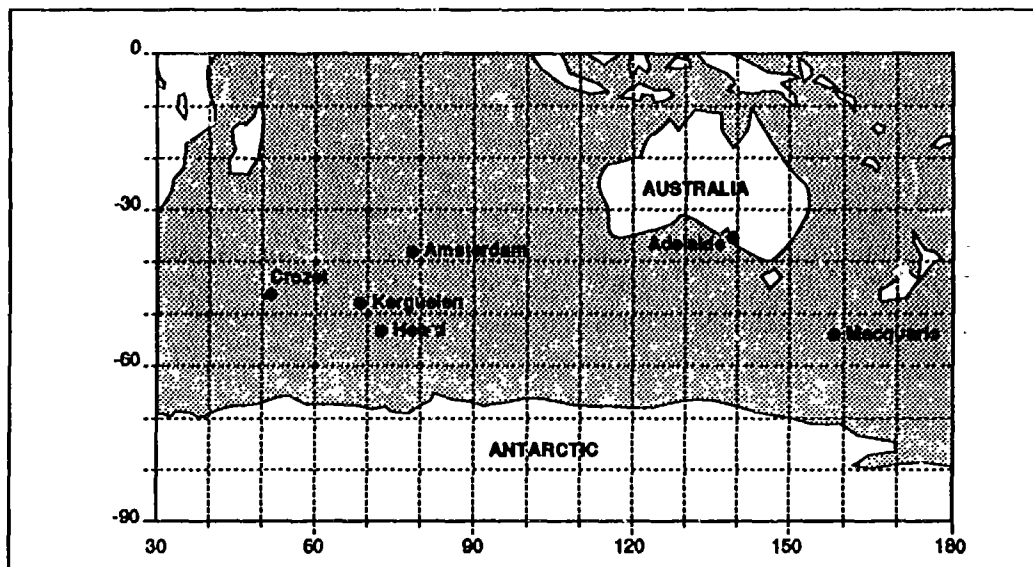 0
AUSTRALIA
-30
Adelaide
Amsterdam
Crozet
Kerguelen
Heard
Macquarie
-60
ANTARCTIC
-90
30 60 90 120 150 180